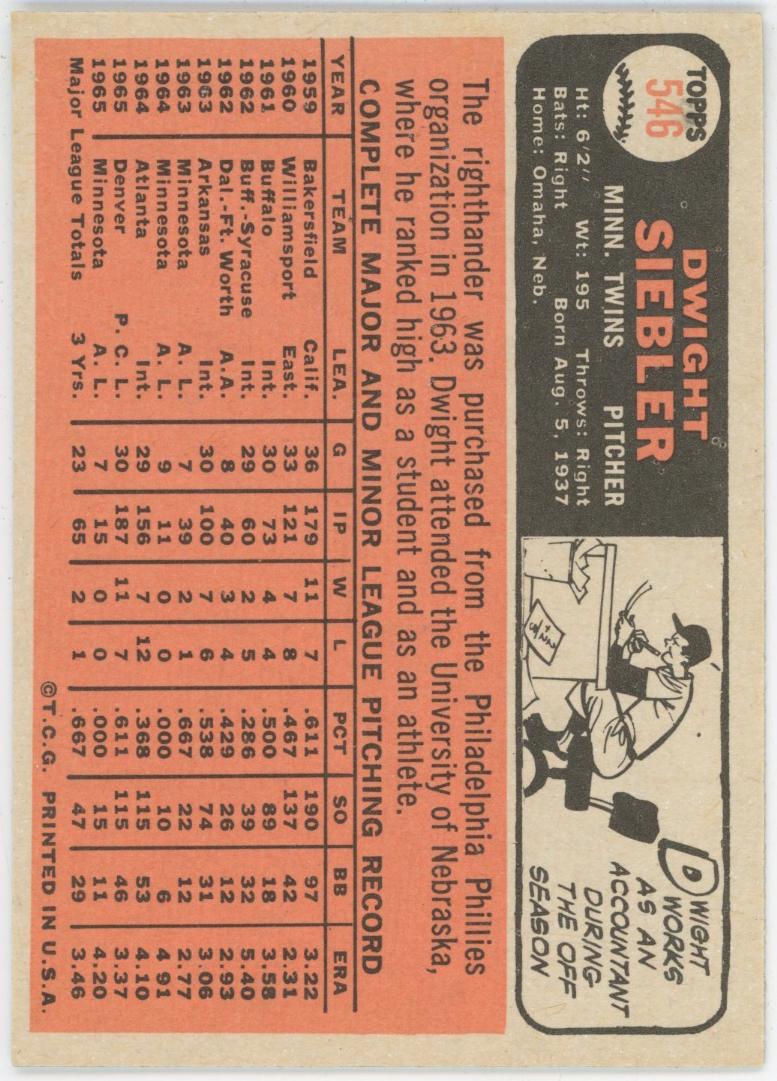 TOPPS
546
DWIGHT
SIEBLER
MINN. TWINS PITCHER
Ht: 6'2" Wt: 195 Throws: Right
Bats: Right Born Aug. 5, 1937
Home: Omaha, Neb.
DWIGHT
WORKS
AS AN
ACCOUNTANT
DURING
THE OFF
SEASON
The righthander was purchased from the Philadelphia Phillies
organization in 1963. Dwight attended the University of Nebraska,
where he ranked high as a student and as an athlete.
COMPLETE MAJOR AND MINOR LEAGUE PITCHING RECORD
YEAR TEAM LEA. G IP W L PCT SO BB ERA
1959 Bakersfield Calif. 36 179 11 7 .611 190 97 3.22
1960 Williamsport East. 33 121 7 8 .467 137 42 2.31
1961 Buffalo Int. 30 73 4 4 .500 89 18 3.58
1962 Buff.-Syracuse Int. 29 60 2 5 .286 39 32 5.40
1962 Dal.-Ft. Worth A.A. 8 40 3 4 .429 26 12 2.93
1963 Arkansas Int. 30 100 7 6 .538 74 31 3.06
1963 Minnesota A. L. 7 39 2 1 .667 22 12 2.77
1964 Minnesota A. L. 9 11 0 0 .000 10 6 4.91
1964 Atlanta Int. 29 156 7 12 .368 115 53 4.10
1965 Denver P. C. L. 30 187 11 7 .611 115 46 3.37
1965 Minnesota A. L. 7 15 0 0 .000 15 11 4.20
Major League Totals 3 Yrs. 23 65 2 1 .667 47 29 3.46
©T.C.G. PRINTED IN U.S.A.